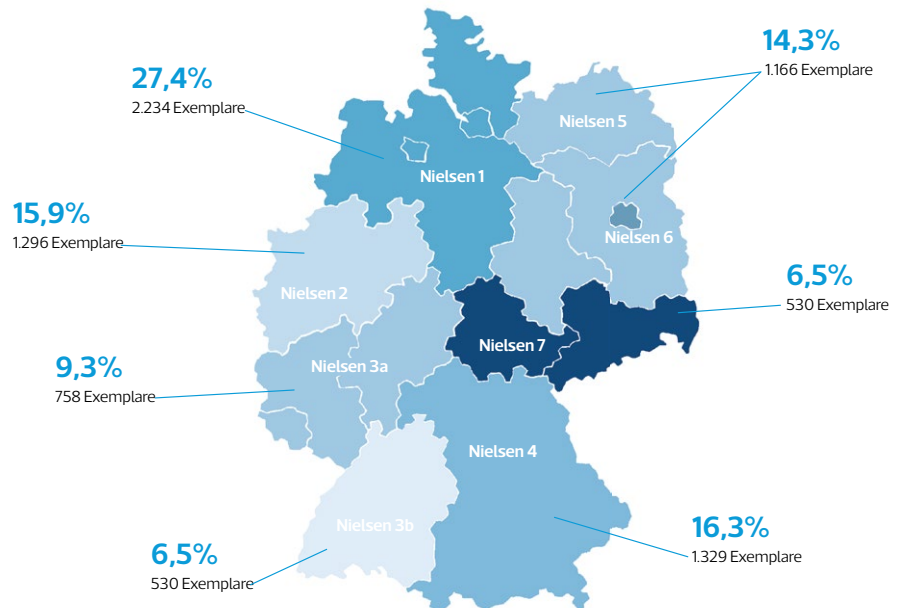 14,3%
1.166 Exemplare
27,4%
2.234 Exemplare
Nielsen 5
Nielsen 1
15,9%
1.296 Exemplare
Nielsen 6
6,5%
530 Exemplare
Nielsen 2
Nielsen 7
9,3%
758 Exemplare
Nielsen 3a
Nielsen 4
16,3%
1.329 Exemplare
Nielsen 3b
6,5%
530 Exemplare